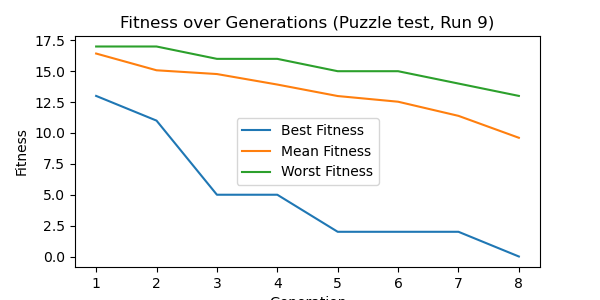 Fitness over Generations (Puzzle test, Run 9)
Fitness
17.5
15.0
12.5
10.0
7.5
5.0
2.5
0.0
Best Fitness
Mean Fitness
Worst Fitness
1 2 3 4 5 6 7 8
Generation